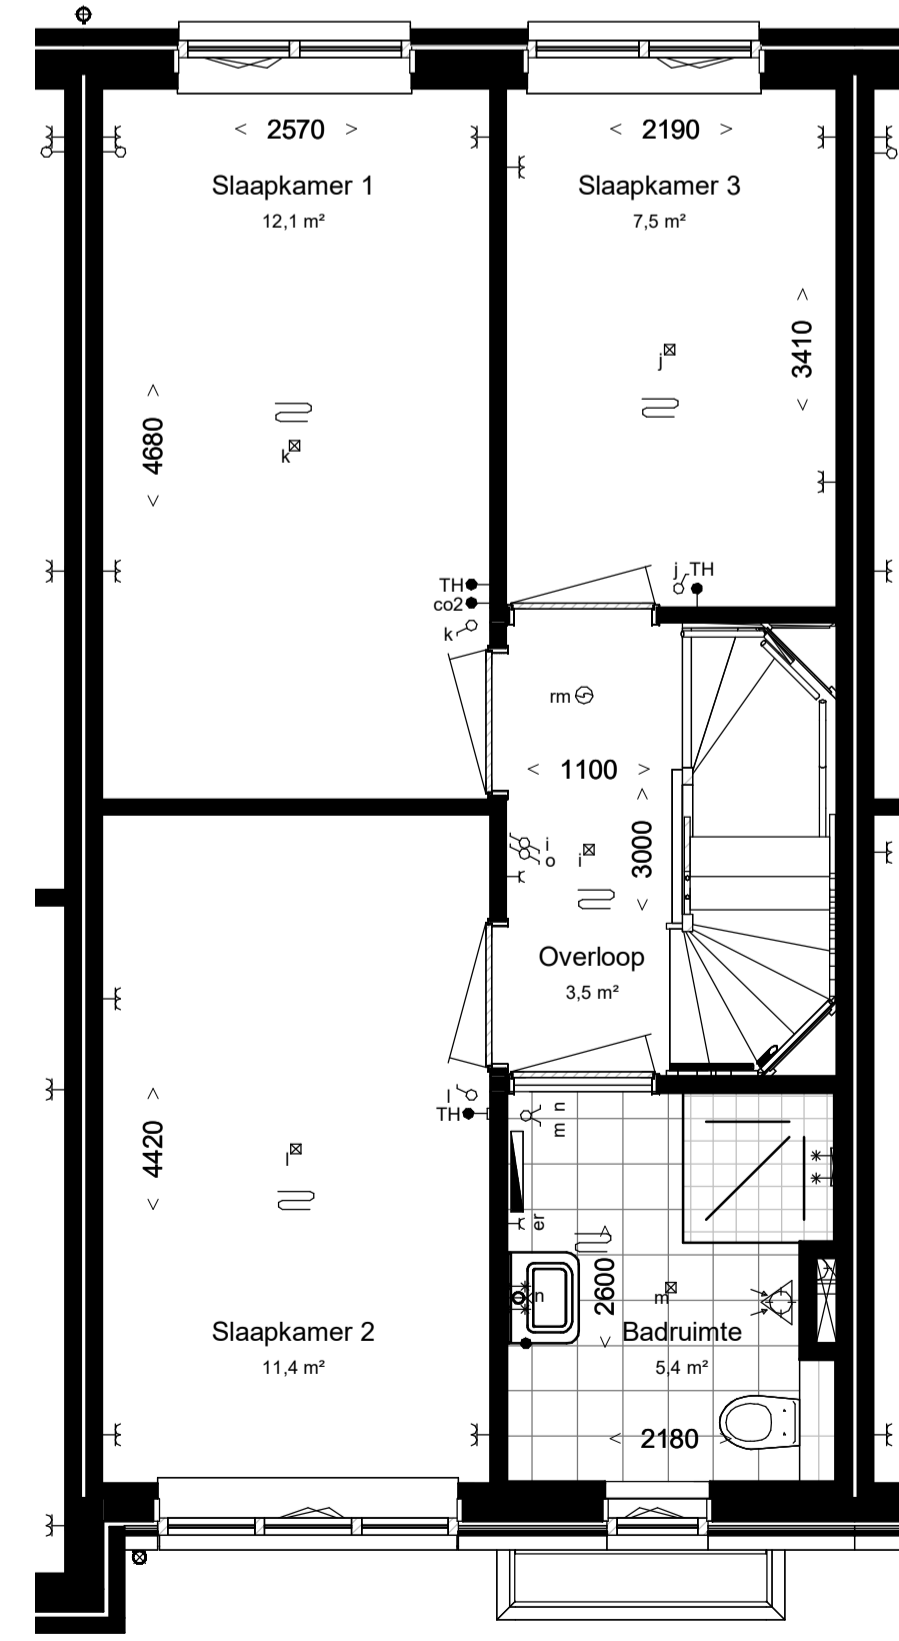 < 2570 >
< 2190 >
Slaapkamer 1
12,1 m²
Slaapkamer 3
7,5 m²
< 3410 >
j
< 4680 >
k
TH
co2
k
j TH
rm
< 1100 >
< 3000 >
i
o
i
Overloop
3,5 m²
l
TH
m n
< 4420 >
l
er
< 2600 >
n
m
Slaapkamer 2
11,4 m²
Badruimte
5,4 m²
< 2180 >